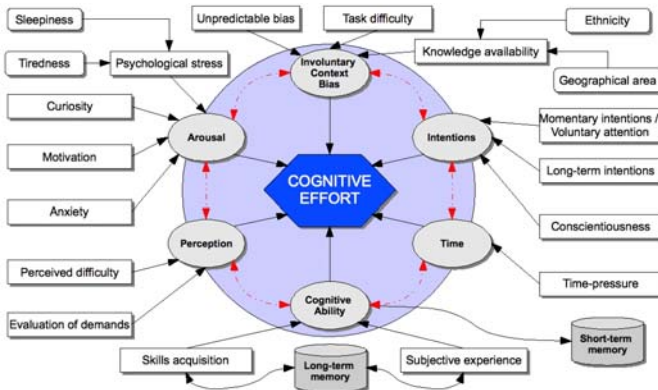 Sleepiness
Unpredictable bias
Task difficulty
Ethnicity
Tiredness
Psychological stress
Involuntary
Context
Bias
Knowledge availability
Geographical area
Curiosity
Arousal
Intentions
Momentary intentions /
Voluntary attention
Motivation
COGNITIVE
EFFORT
Long-term intentions
Anxiety
Conscientiousness
Perception
Time
Perceived difficulty
Time-pressure
Cognitive
Ability
Evaluation of demands
Short-term
memory
Skills acquisition
Long-term
memory
Subjective experience